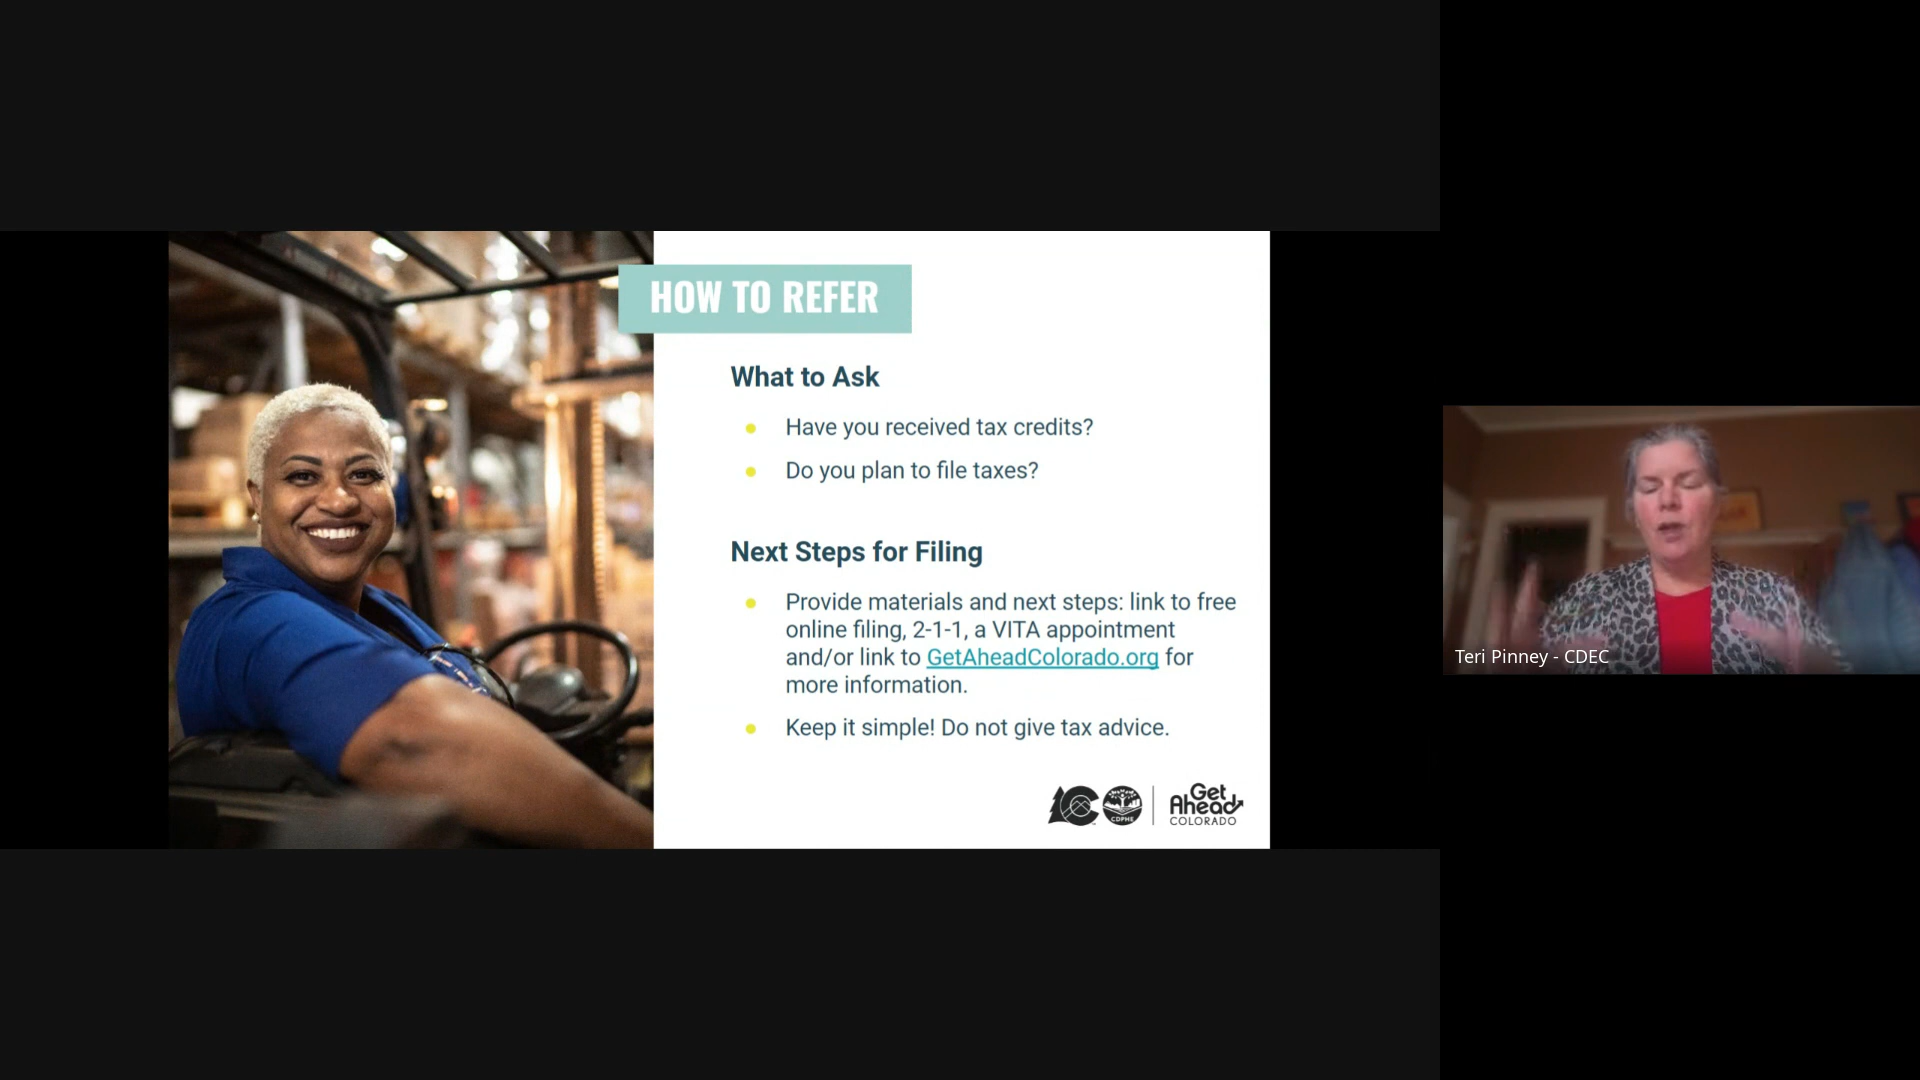 HOW TO REFER
What to Ask
● Have you received tax credits?
● Do you plan to file taxes?
Next Steps for Filing
● Provide materials and next steps: link to free
online filing, 2-1-1, a VITA appointment
and/or link to GetAheadColorado.org for
more information.
● Keep it simple! Do not give tax advice.
CDPHE
Get
Ahead
COLORADO
Teri Pinney - CDEC